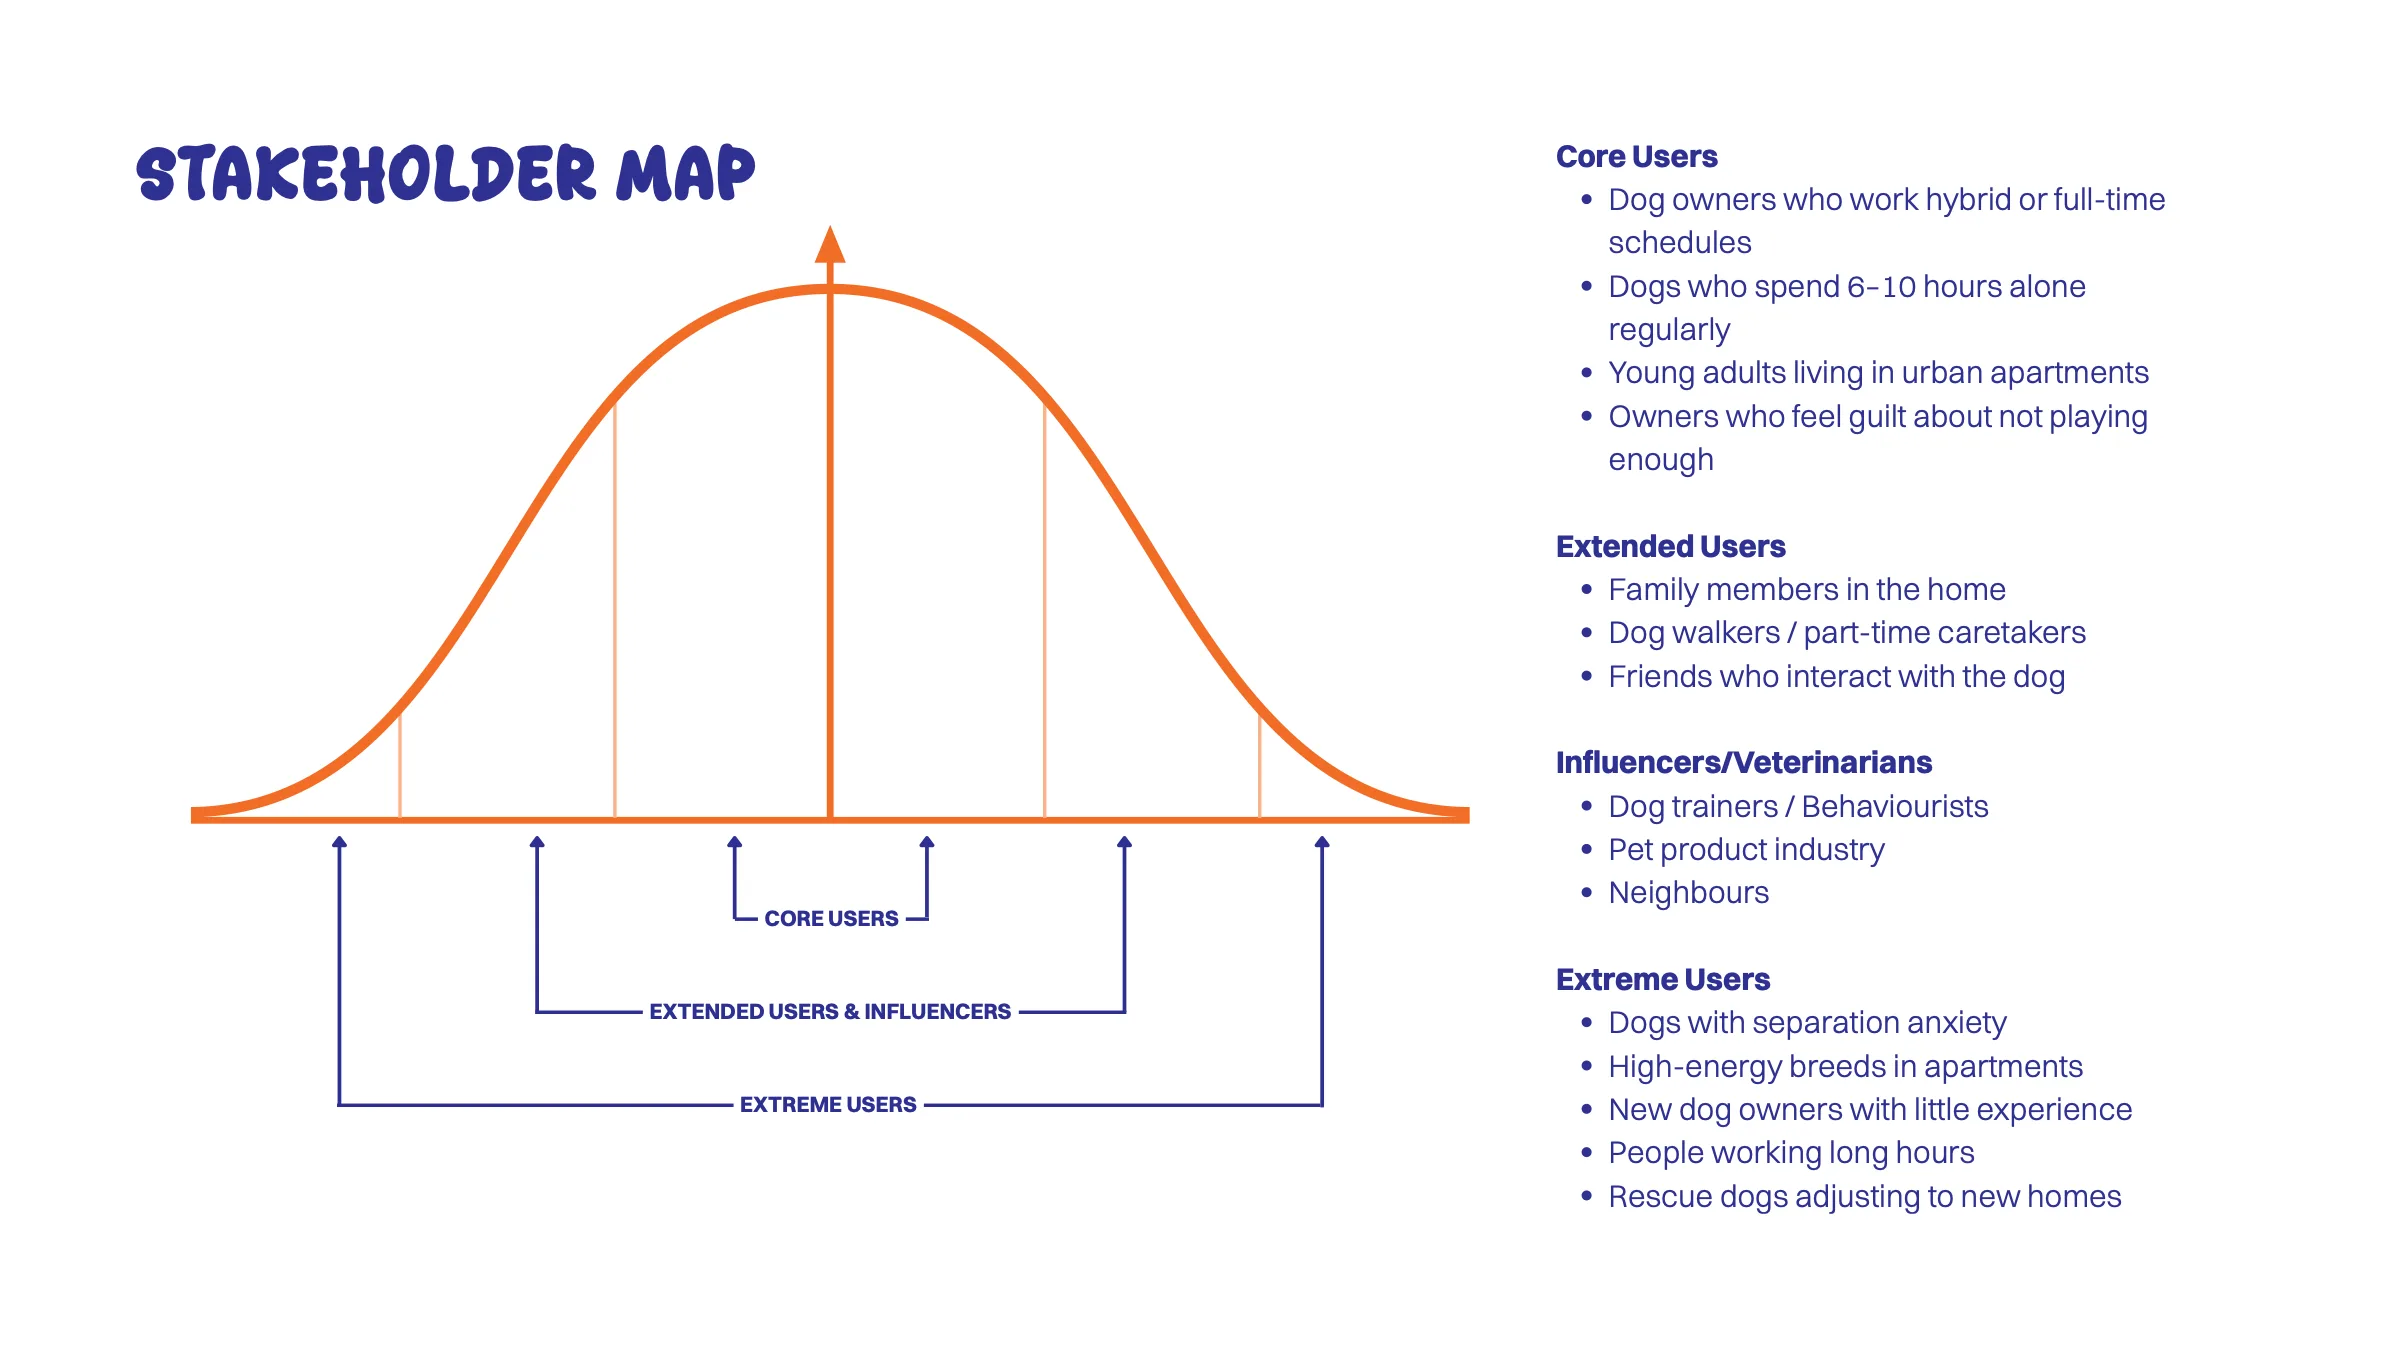 STAKEHOLDER MAP
CORE USERS
EXTENDED USERS & INFLUENCERS
EXTREME USERS
Core Users
• Dog owners who work hybrid or full-time
schedules
• Dogs who spend 6–10 hours alone
regularly
• Young adults living in urban apartments
• Owners who feel guilt about not playing
enough
Extended Users
• Family members in the home
• Dog walkers / part-time caretakers
• Friends who interact with the dog
Influencers/Veterinarians
• Dog trainers / Behaviourists
• Pet product industry
• Neighbours
Extreme Users
• Dogs with separation anxiety
• High-energy breeds in apartments
• New dog owners with little experience
• People working long hours
• Rescue dogs adjusting to new homes